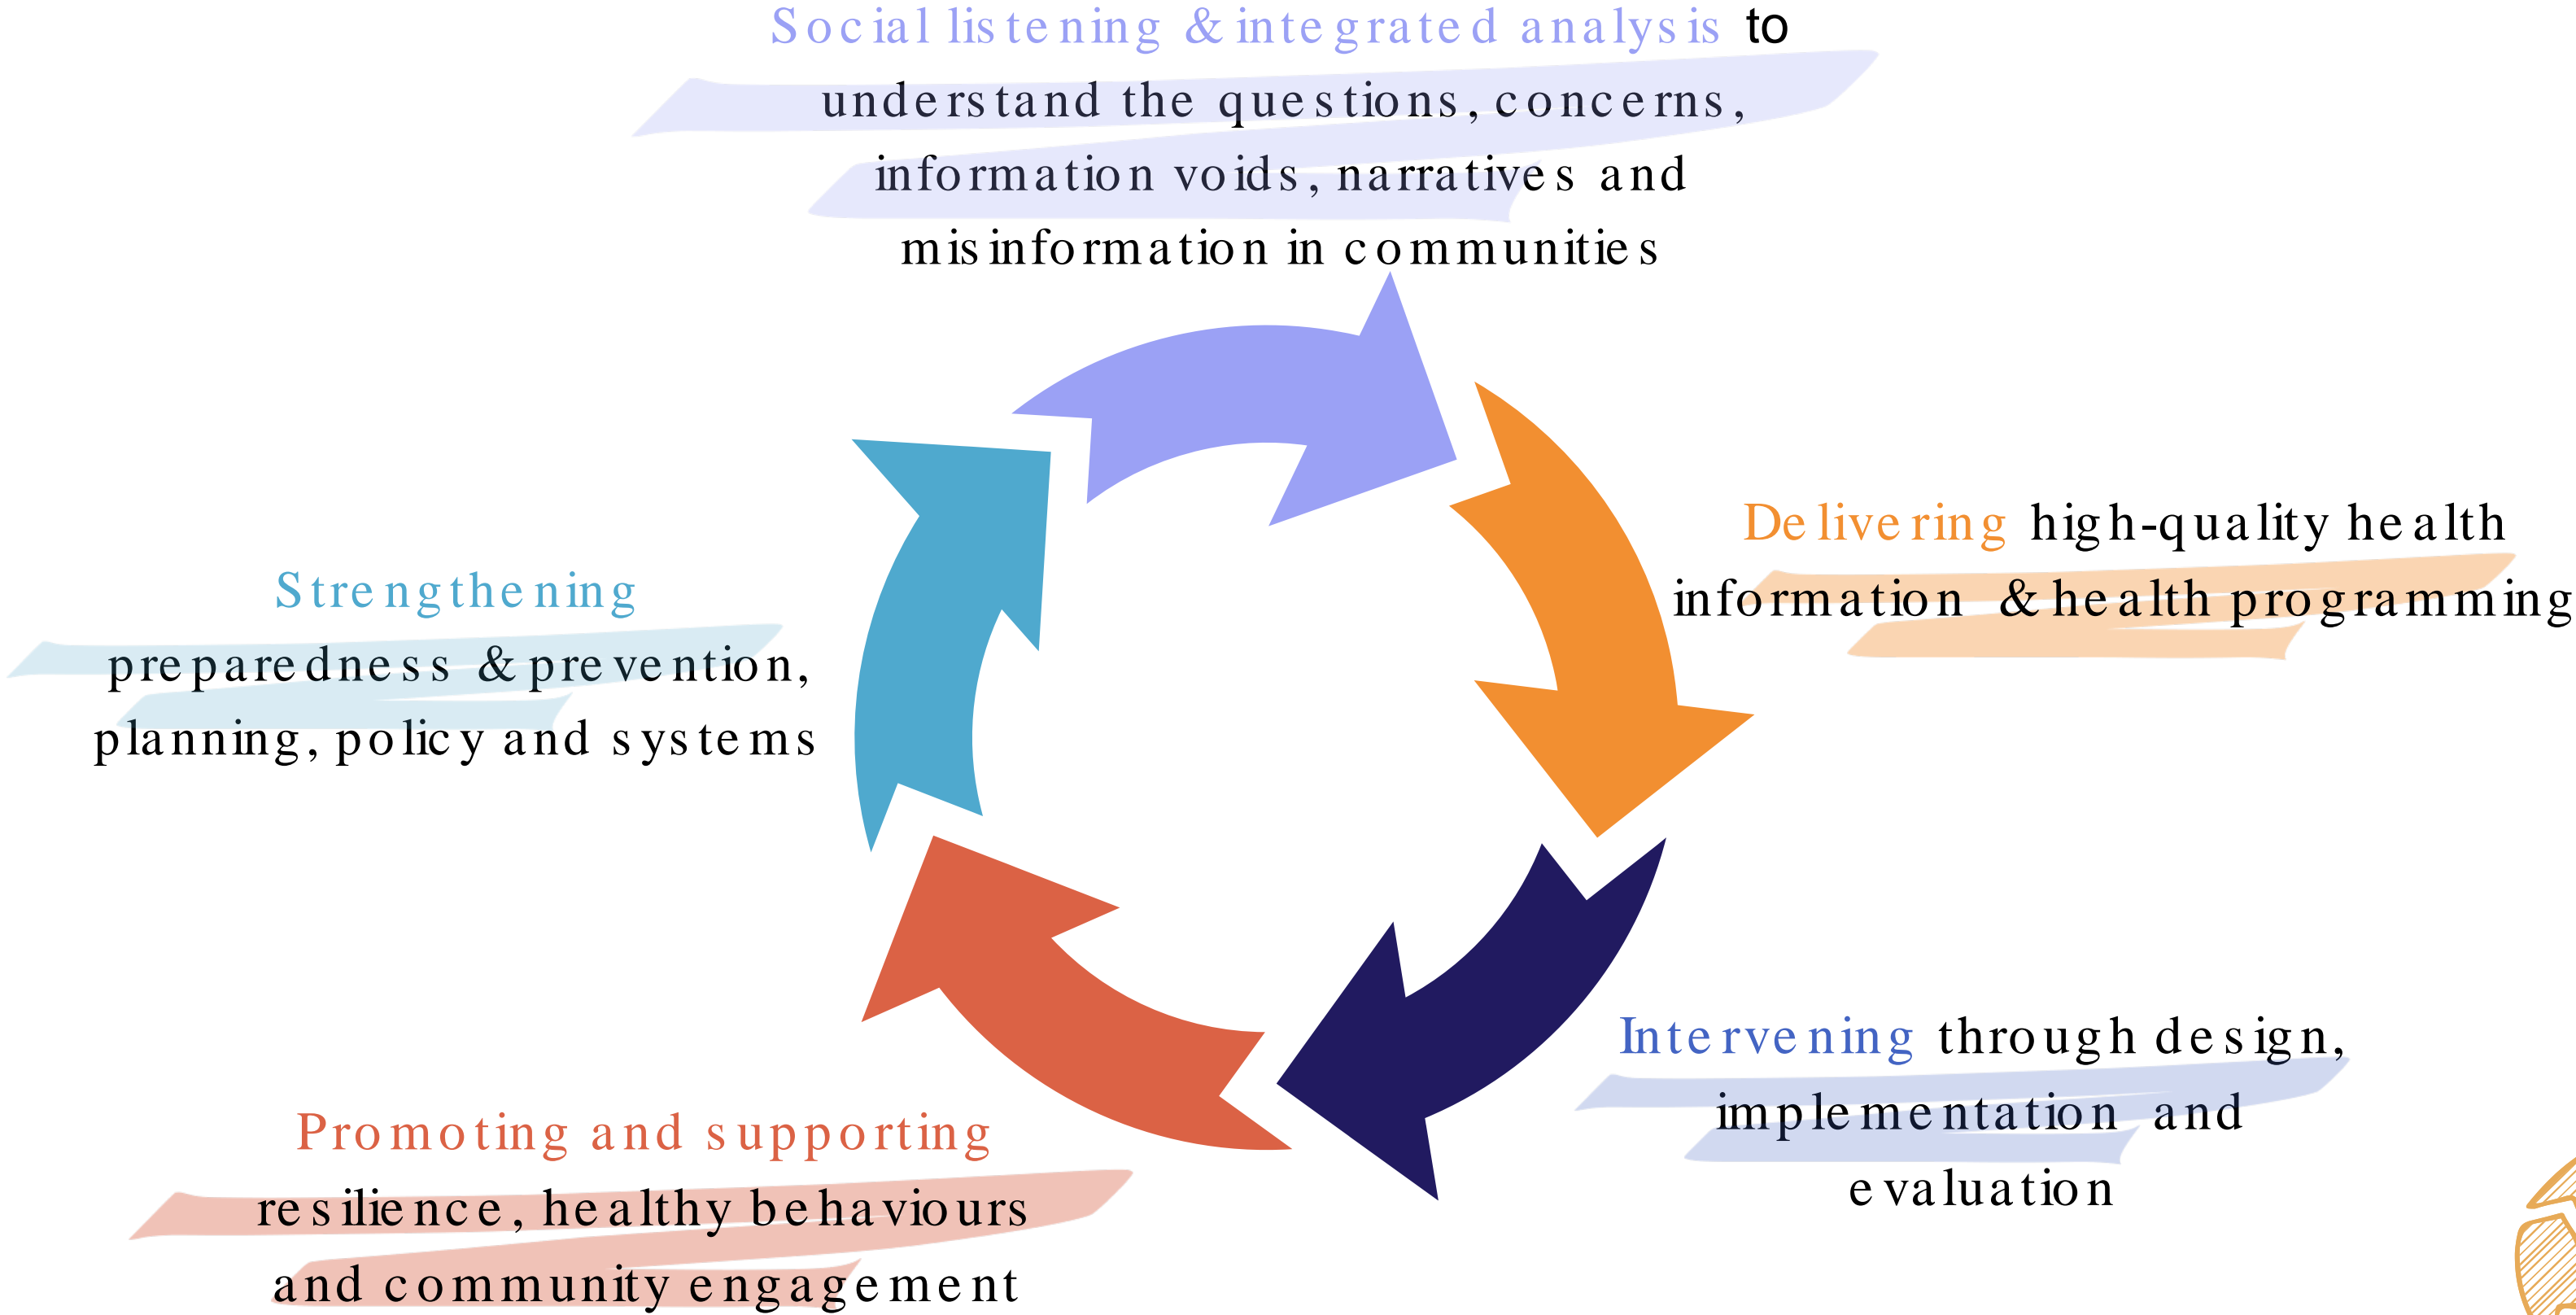 Social listening & integrated analysis to
understand the questions, concerns,
information voids, narratives and
misinformation in communities
Delivering high-quality health
information & health programming
Intervening through design,
implementation and
evaluation
Promoting and supporting
resilience, healthy behaviours
and community engagement
Strengthening
preparedness & prevention,
planning, policy and systems